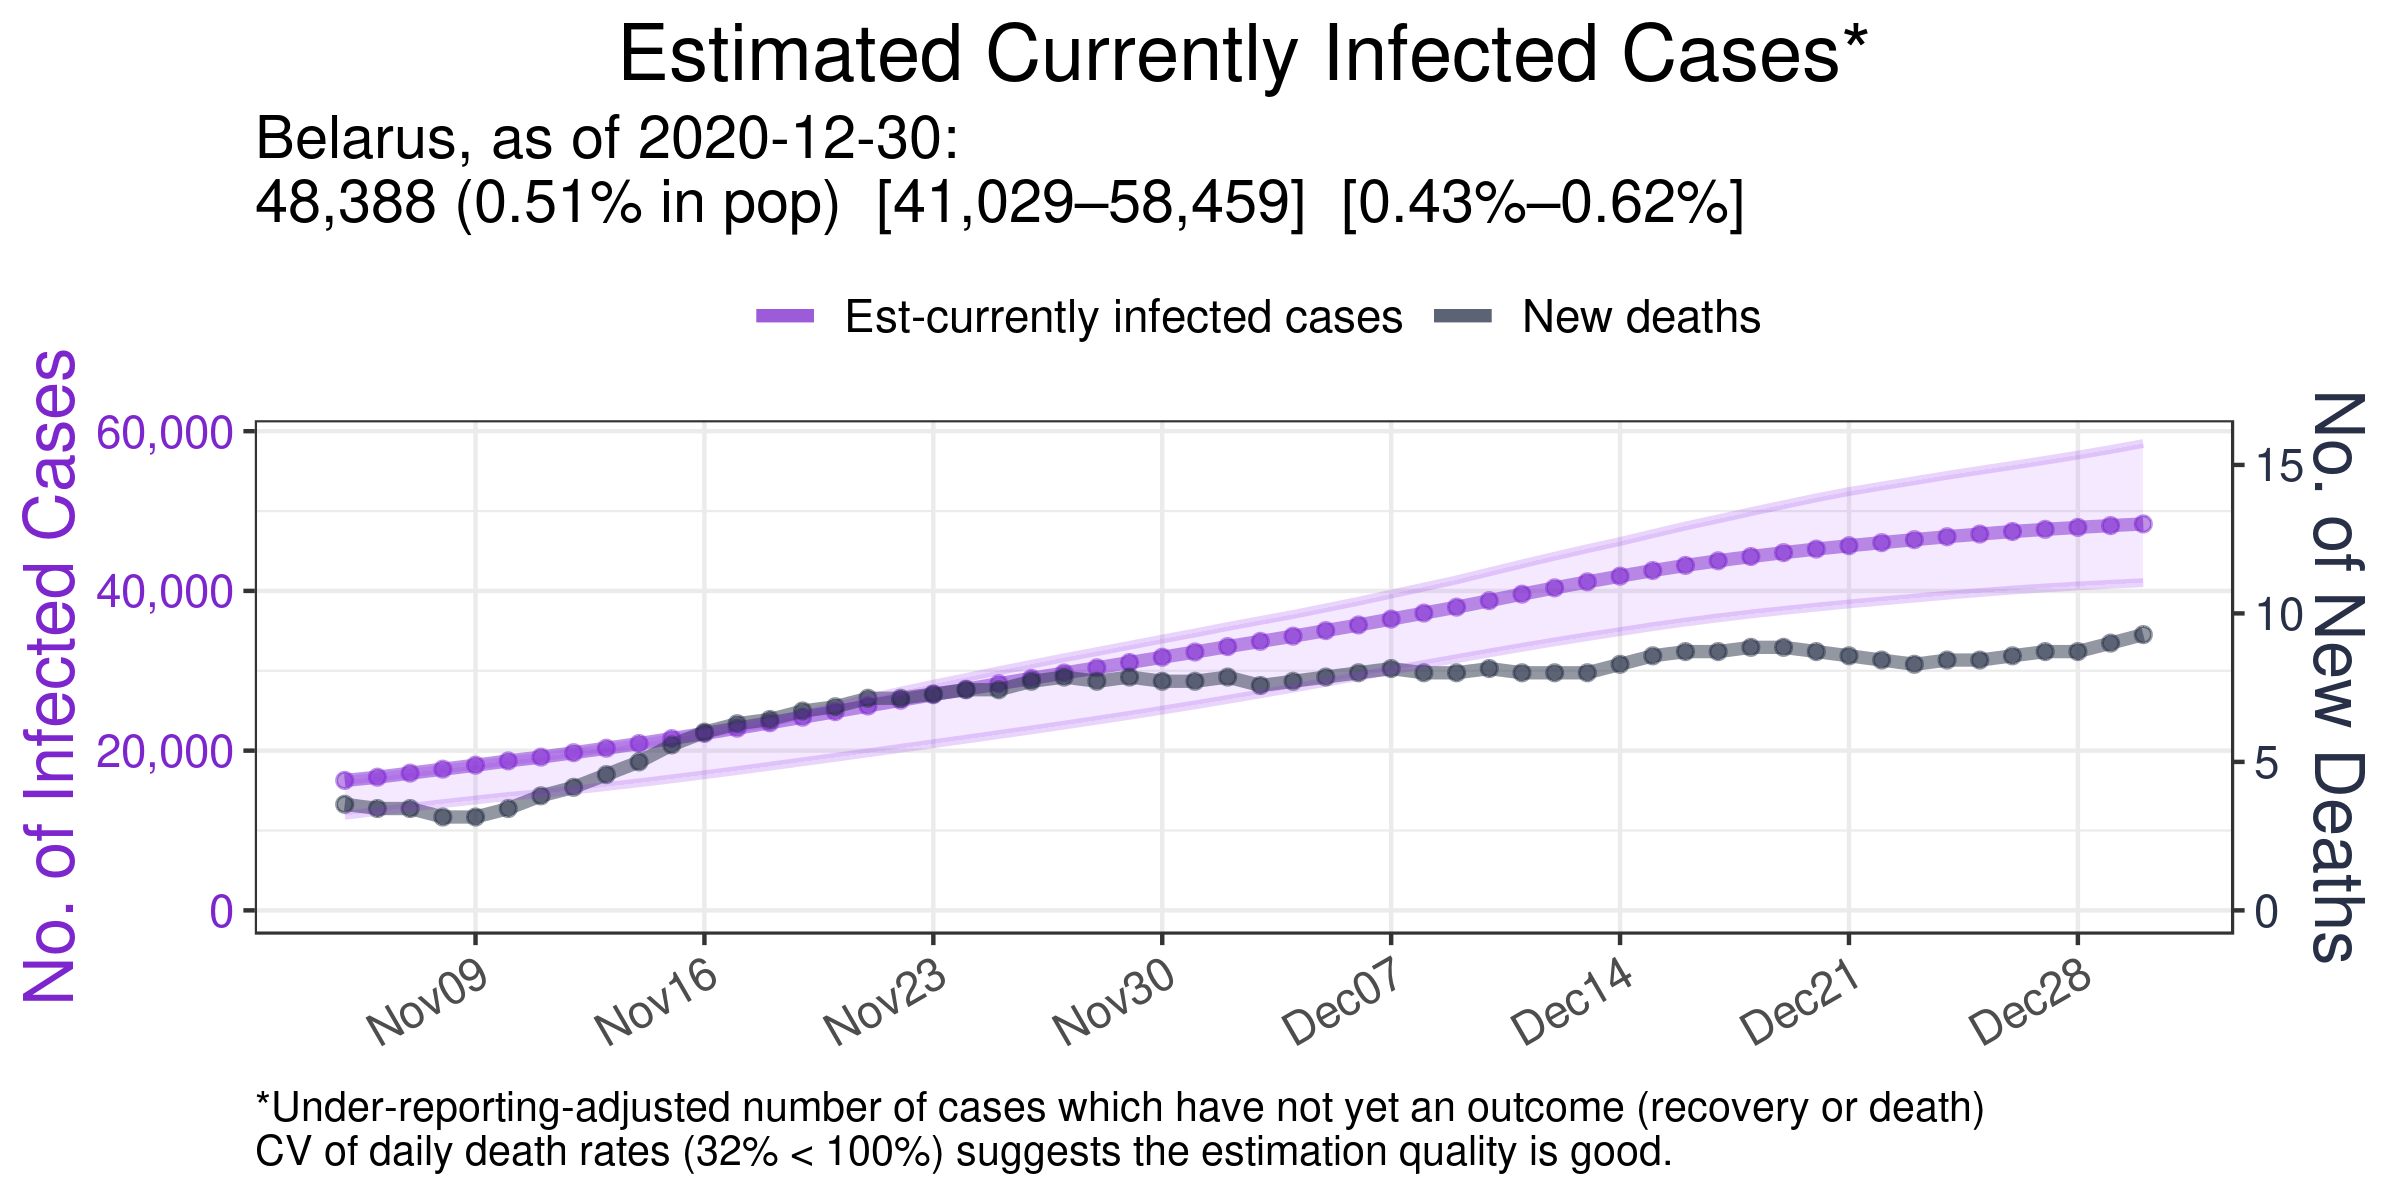 Estimated Currently Infected Cases*
Belarus, as of 2020-12-30:
48,388 (0.51% in pop) [41,029–58,459] [0.43%–0.62%]
Est-currently infected cases New deaths
No. of Infected Cases
60,000
40,000
20,000
0
15
10
5
0
No. of New Deaths
Nov09 Nov16 Nov23 Nov30 Dec07 Dec14 Dec21 Dec28
*Under-reporting-adjusted number of cases which have not yet an outcome (recovery or death)
CV of daily death rates (32% < 100%) suggests the estimation quality is good.